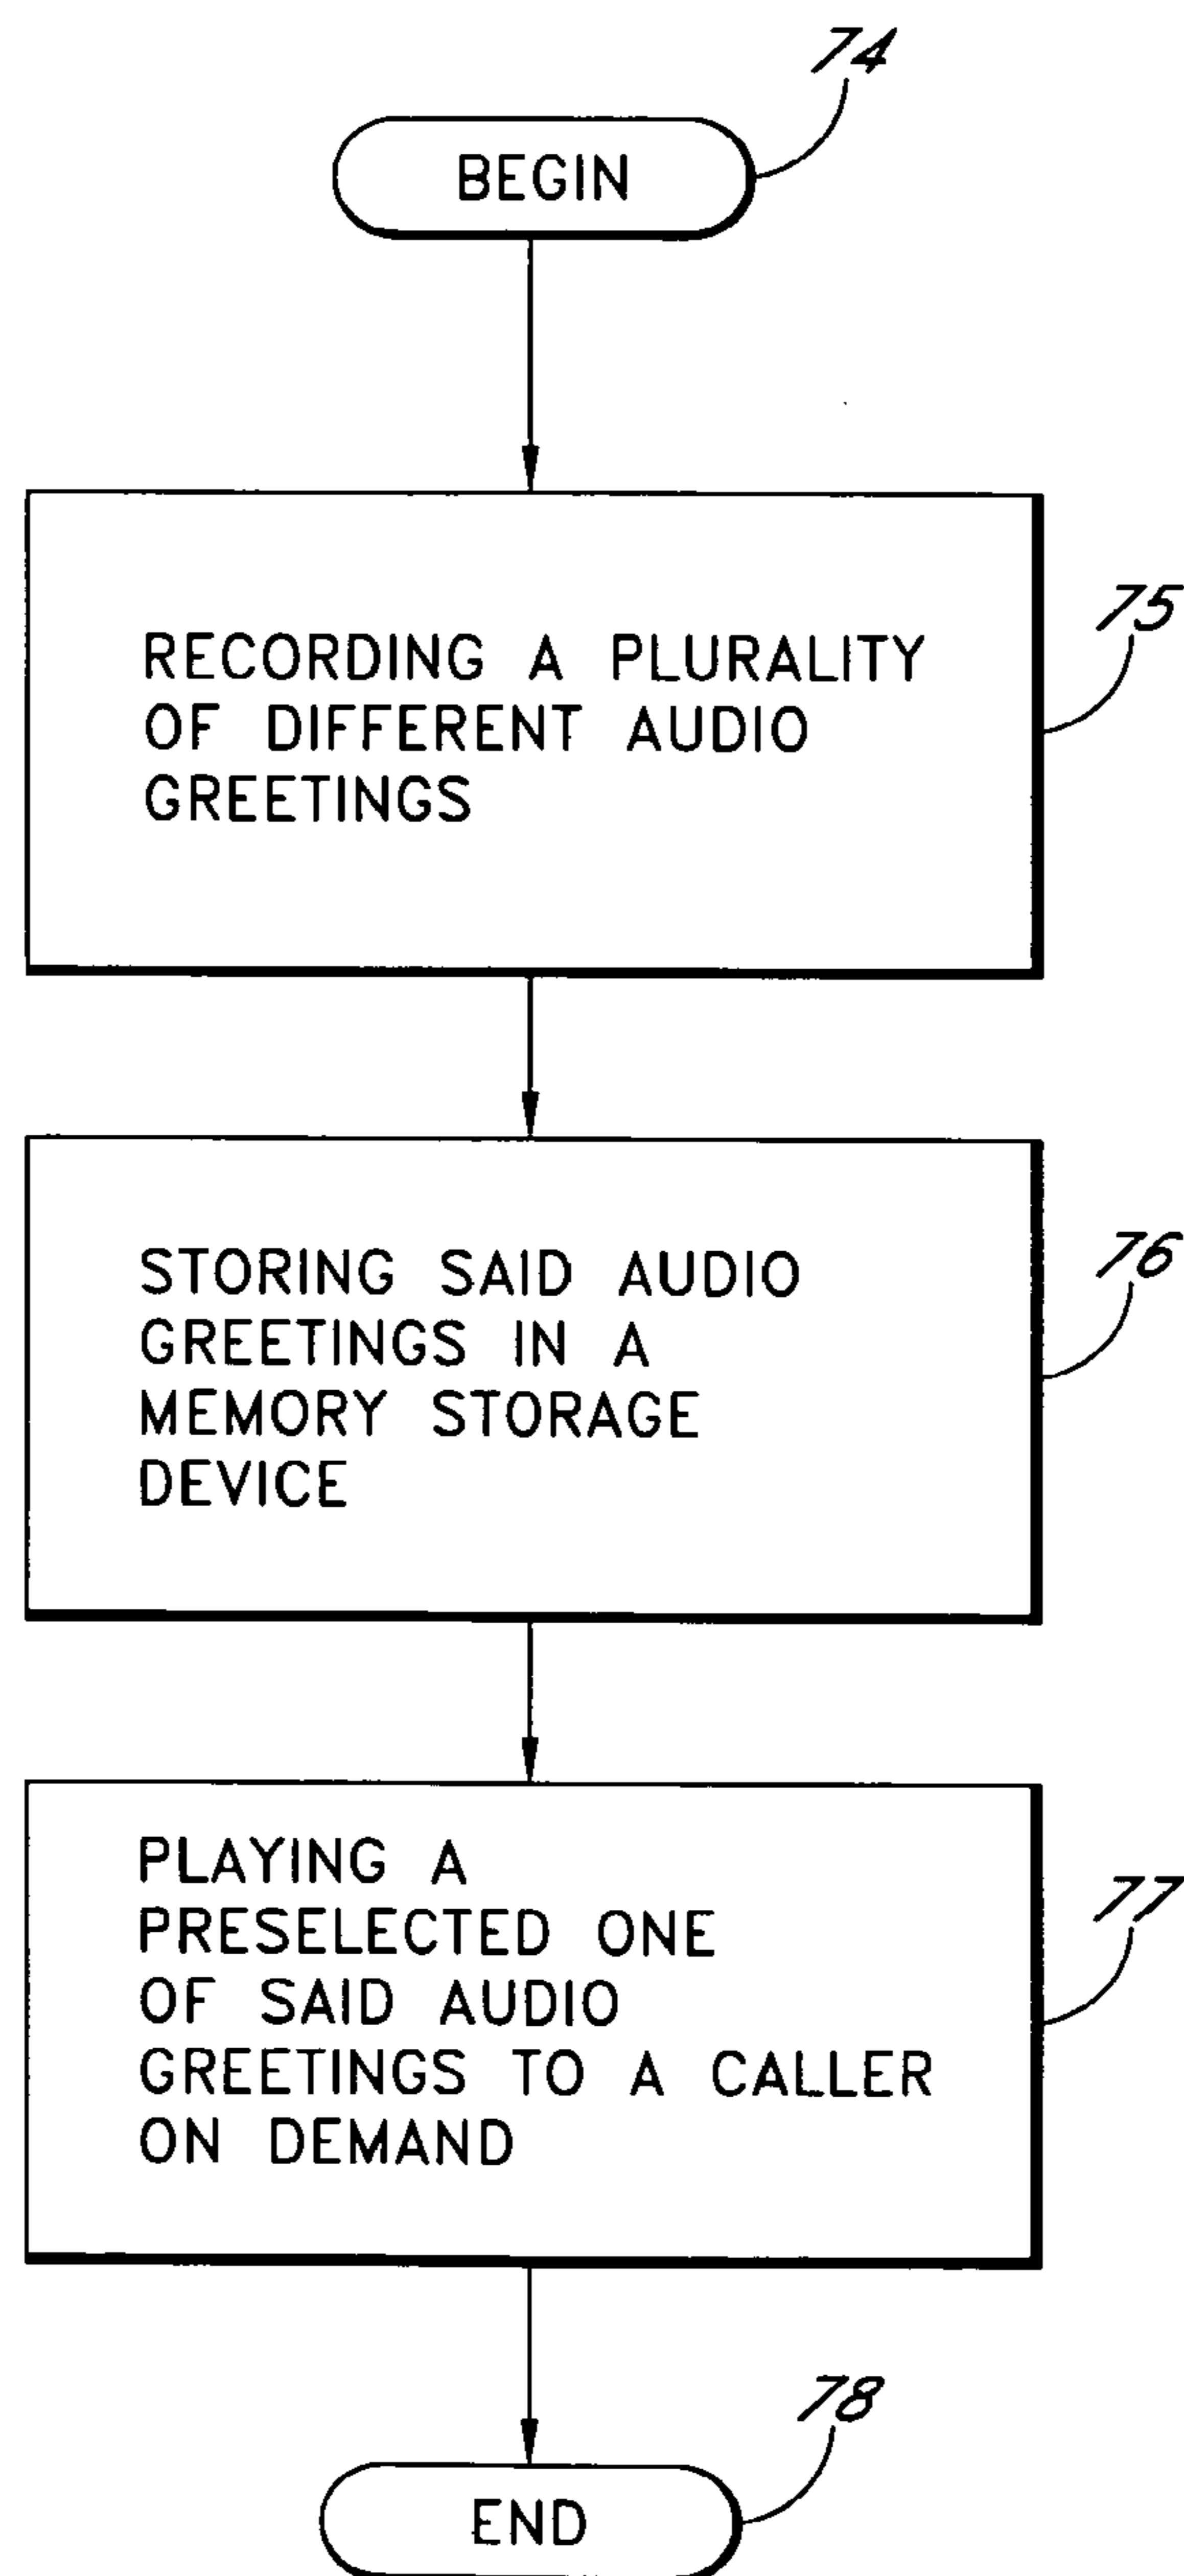 74
BEGIN
75
RECORDING A PLURALITY
OF DIFFERENT AUDIO
GREETINGS
76
STORING SAID AUDIO
GREETINGS IN A
MEMORY STORAGE
DEVICE
77
PLAYING A
PRESELECTED ONE
OF SAID AUDIO
GREETINGS TO A CALLER
ON DEMAND
78
END